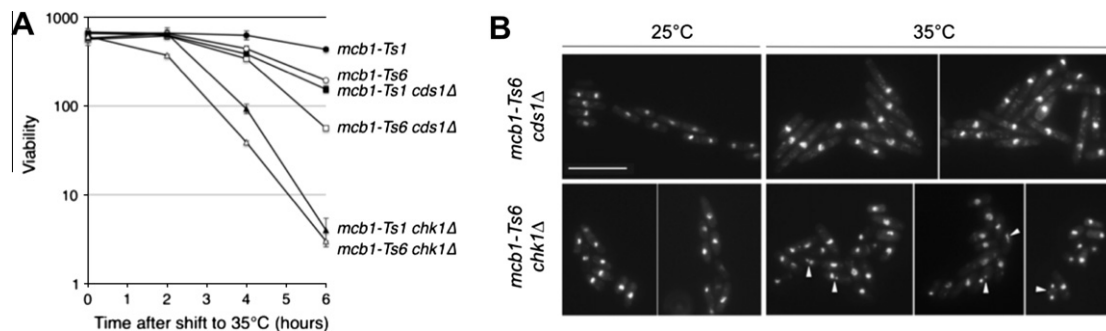 A
1000
100
10
1
Viability
0 1 2 3 4 5 6
Time after shift to 35°C (hours)
mcb1-Ts1
mcb1-Ts6
mcb1-Ts1 cds1Δ
mcb1-Ts6 cds1Δ
mcb1-Ts1 chk1Δ
mcb1-Ts6 chk1Δ
B
25°C 35°C
mcb1-Ts6
cds1Δ
mcb1-Ts6
chk1Δ